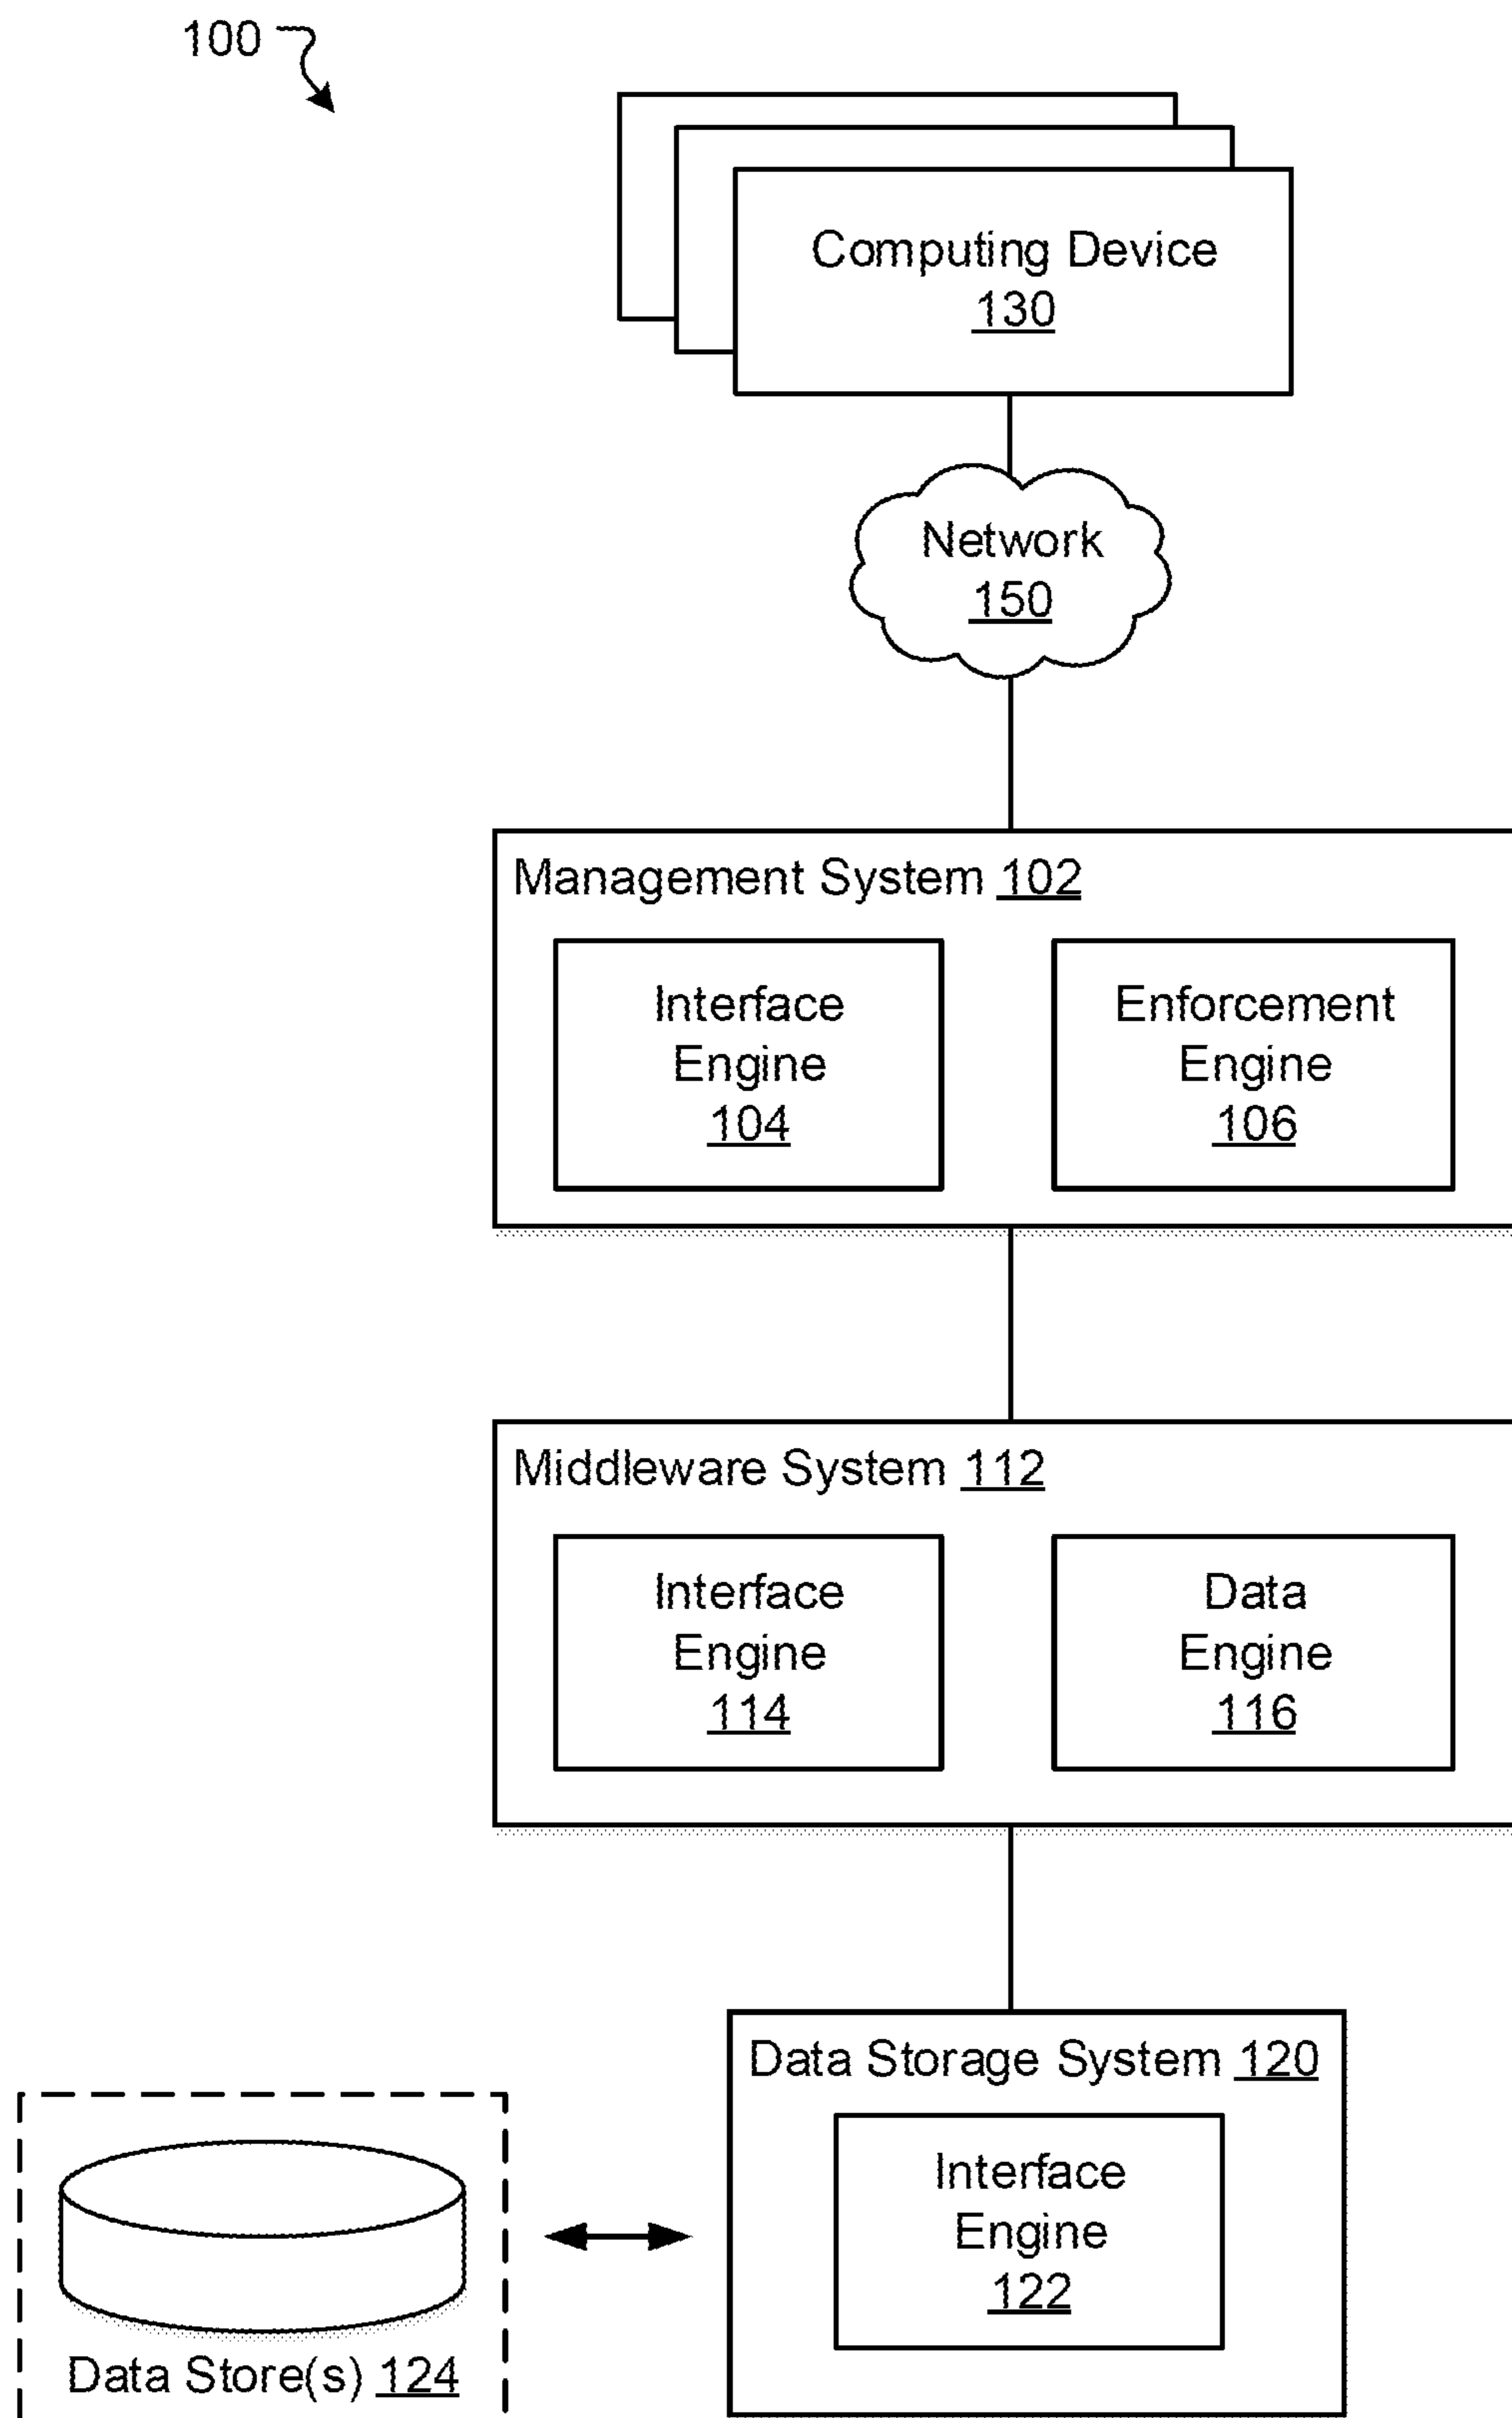 100
Computing Device
130
Network
150
Management System 102
Interface
Engine
104
Enforcement
Engine
106
Middleware System 112
Interface
Engine
114
Data
Engine
116
Data Storage System 120
Interface
Engine
122
Data Store(s) 124